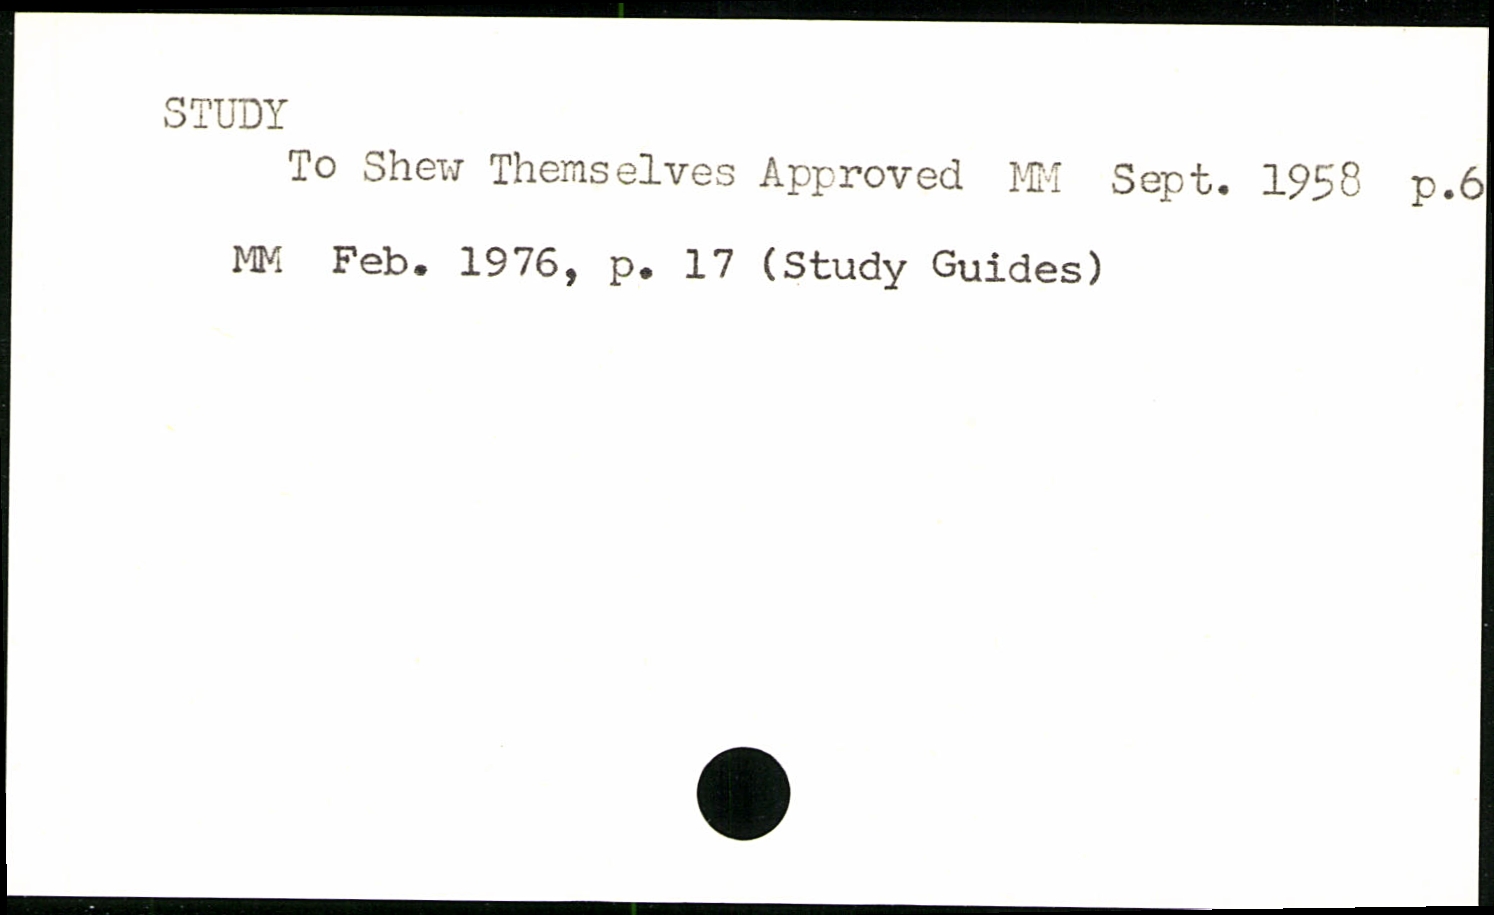 STUDY
To Shew Themselves Approved MM Sept. 1958 p.6
MM Feb. 1976, p. 17 (Study Guides)